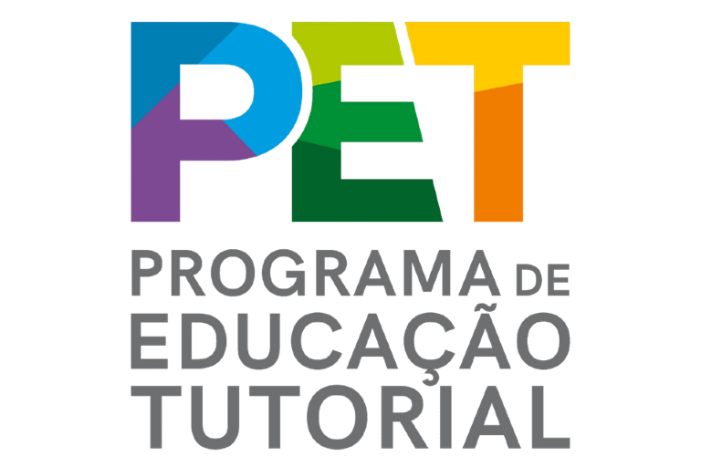 PET
PROGRAMA DE
EDUCAÇÃO
TUTORIAL